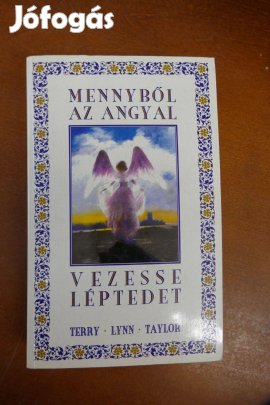 Jófogás
MENNYBŐL
AZ ANGYAL
VEZESSE
LÉPTEDET
TERRY · LYNN · TAYLOR